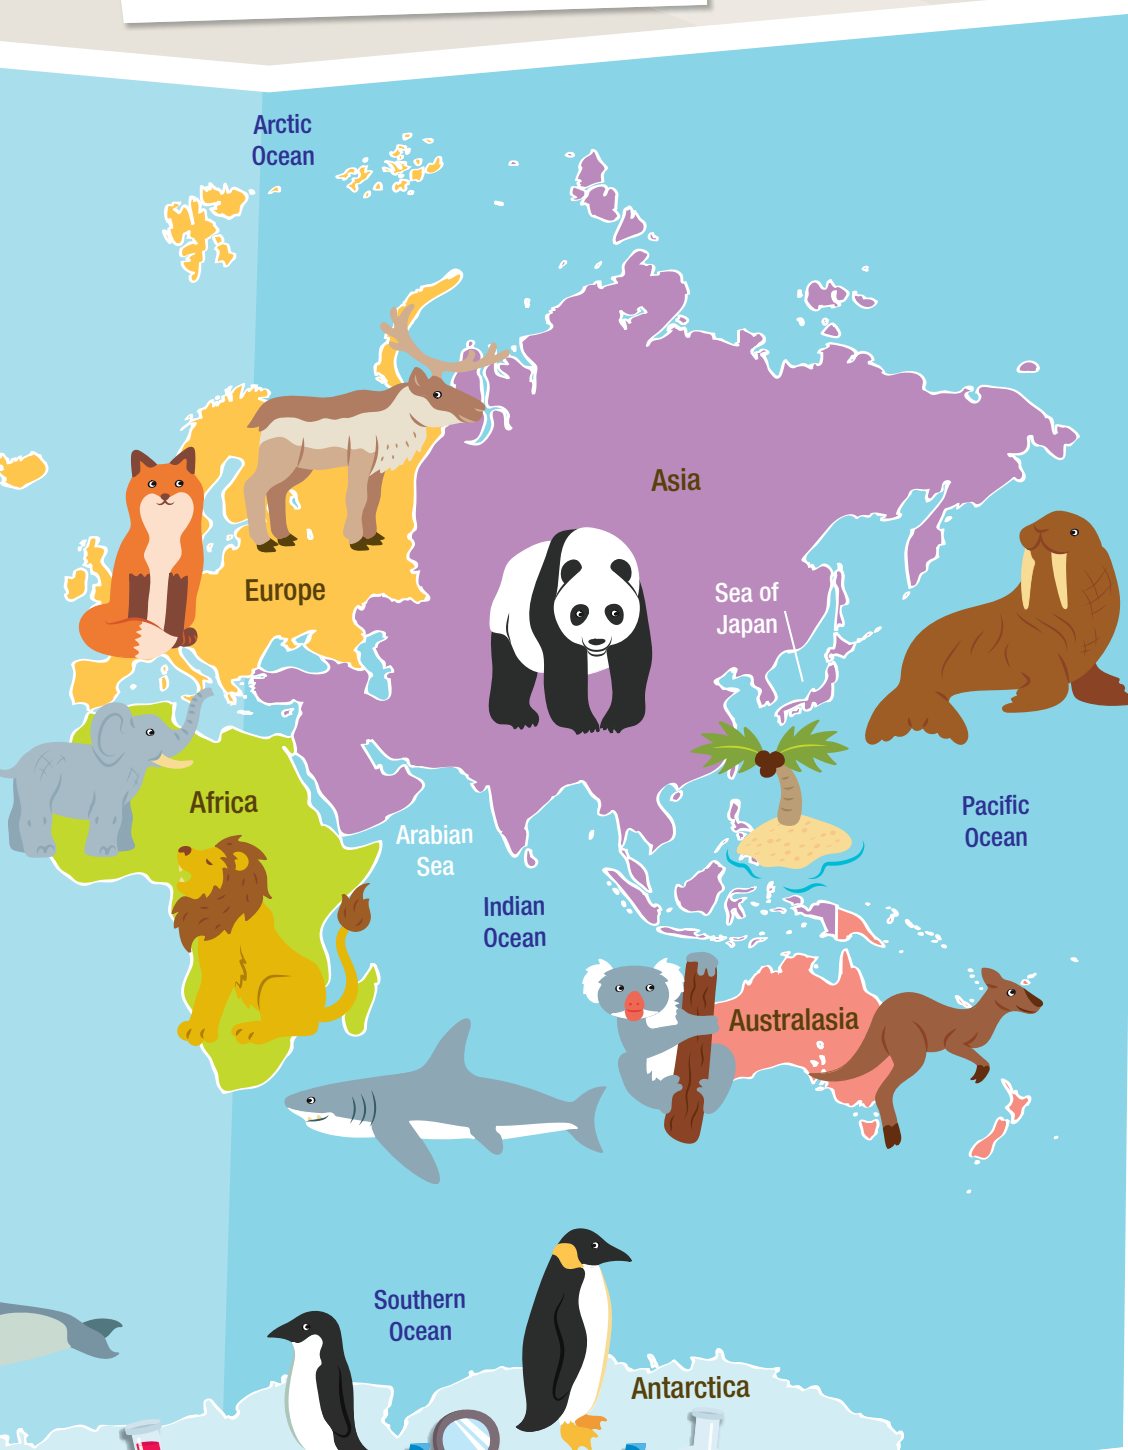 Arctic
Ocean
Asia
Europe
Sea of
Japan
Africa
Arabian
Sea
Pacific
Ocean
Indian
Ocean
Australasia
Southern
Ocean
Antarctica